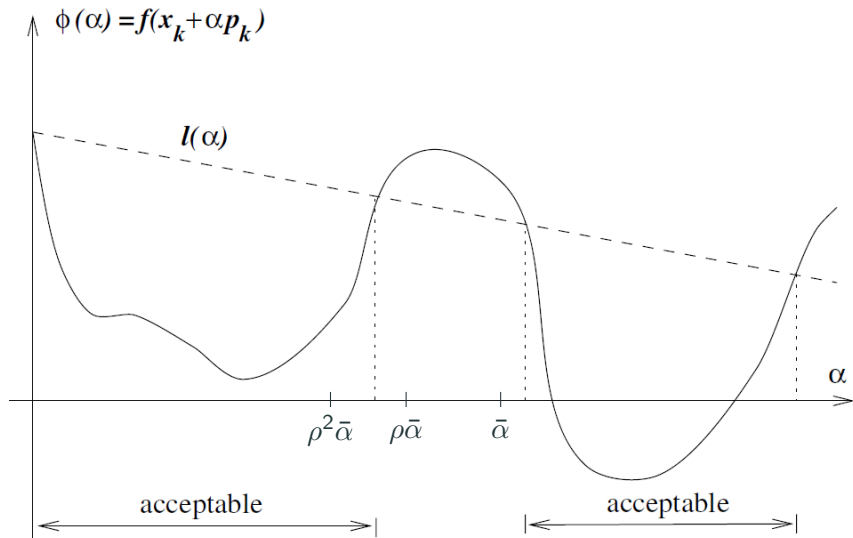 ϕ(α) = f(x_k + αp_k)
l(α)
α
ρ²ᾱ ρᾱ ᾱ
acceptable acceptable